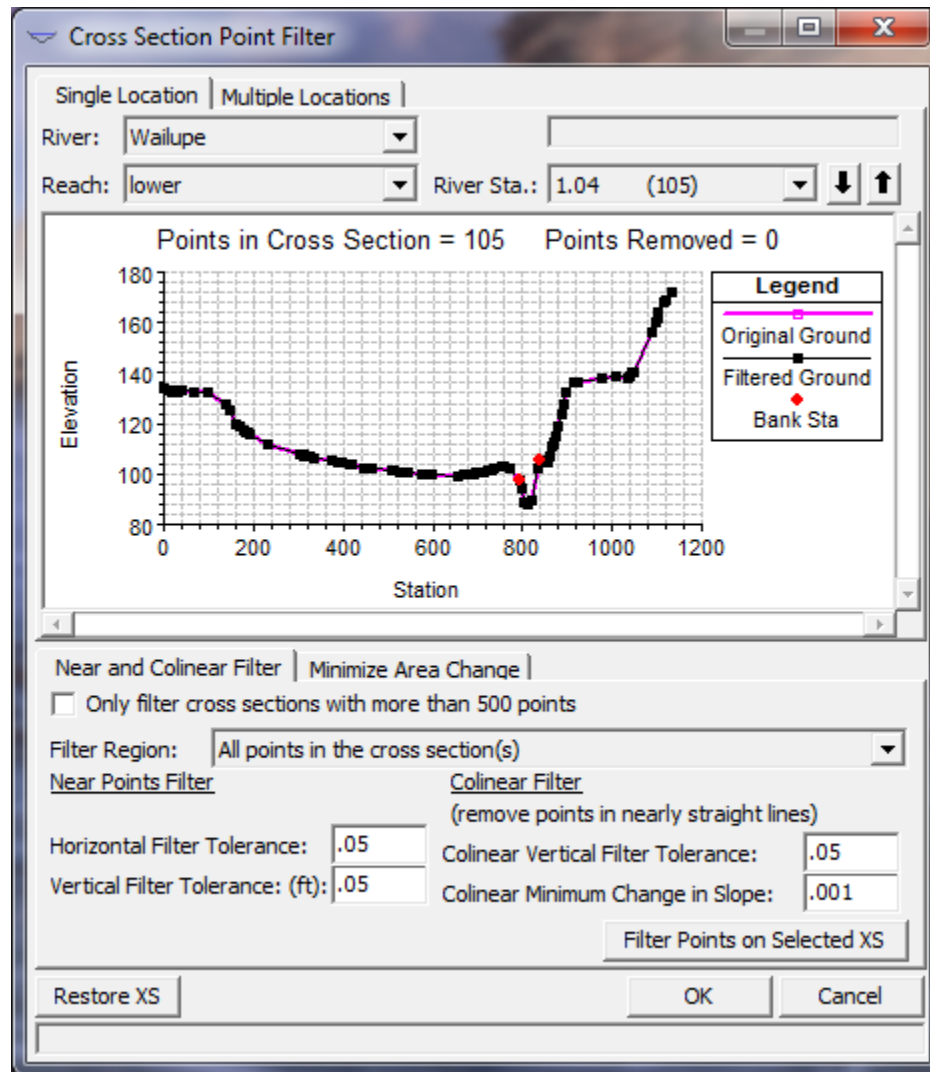 Cross Section Point Filter
Single Location Multiple Locations
River: Wailupe
Reach: lower River Sta.: 1.04 (105)
Points in Cross Section = 105 Points Removed = 0
180
160
140
120
100
80
Elevation
0 200 400 600 800 1000 1200
Station
Legend
Original Ground
Filtered Ground
Bank Sta
Near and Colinear Filter Minimize Area Change
Only filter cross sections with more than 500 points
Filter Region: All points in the cross section(s)
Near Points Filter Colinear Filter
(remove points in nearly straight lines)
Horizontal Filter Tolerance: .05 Colinear Vertical Filter Tolerance: .05
Vertical Filter Tolerance: (ft): .05 Colinear Minimum Change in Slope: .001
Filter Points on Selected XS
Restore XS OK Cancel